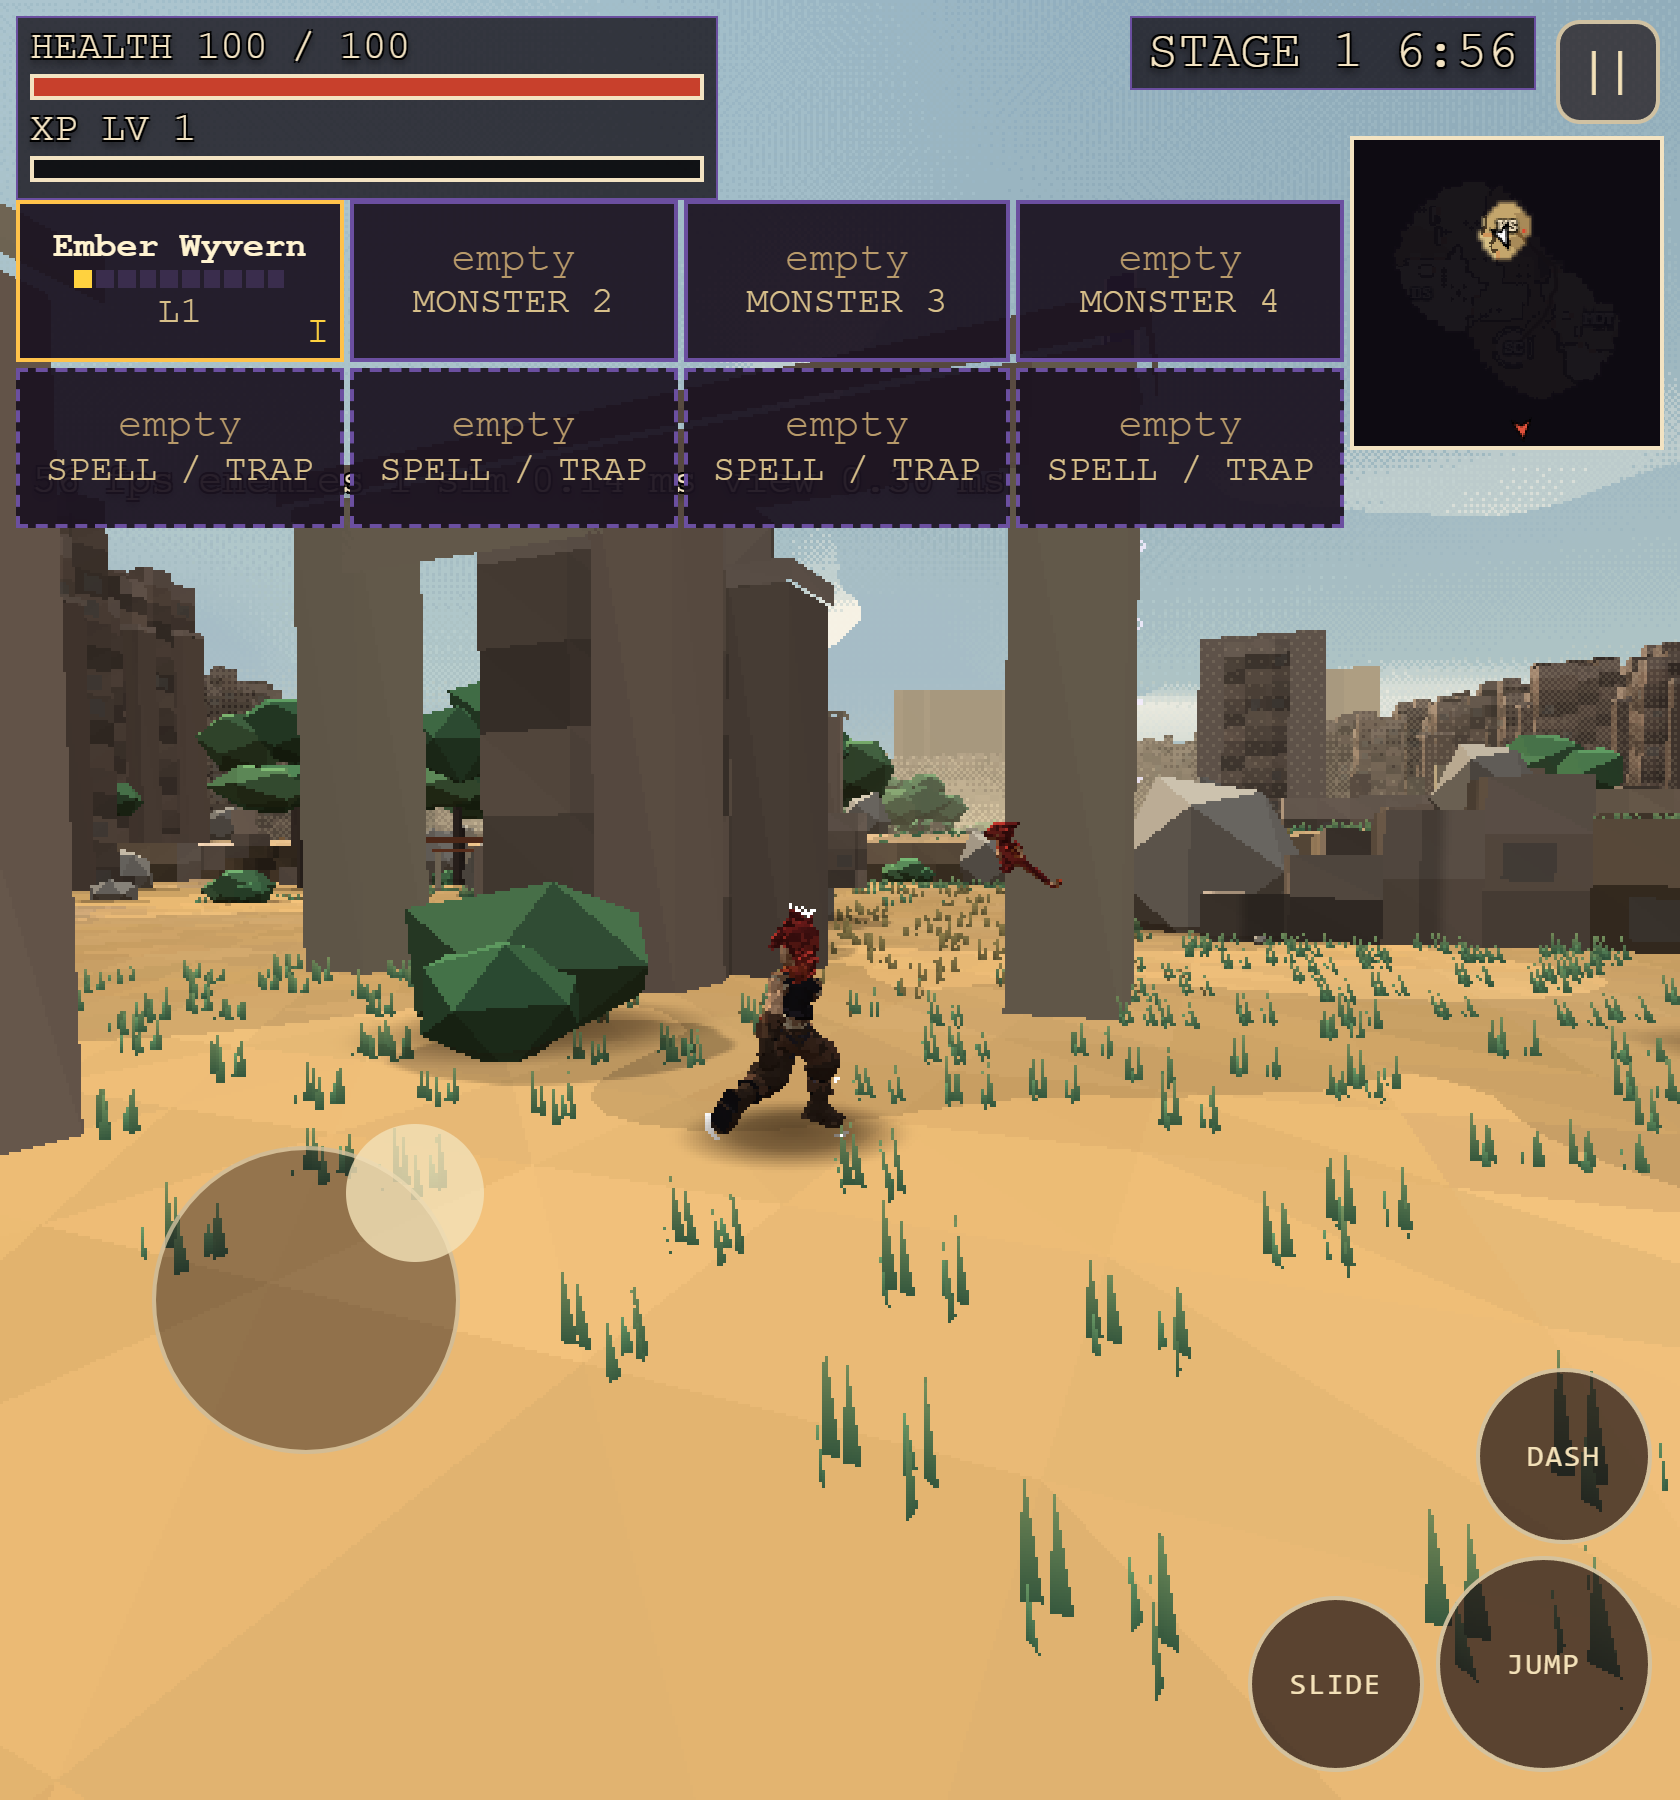 HEALTH 100 / 100
XP LV 1
STAGE 1 6:56
Ember Wyvern
L1
I
empty
MONSTER 2
empty
MONSTER 3
empty
MONSTER 4
empty
SPELL / TRAP
empty
SPELL / TRAP
empty
SPELL / TRAP
empty
SPELL / TRAP
DASH
SLIDE
JUMP